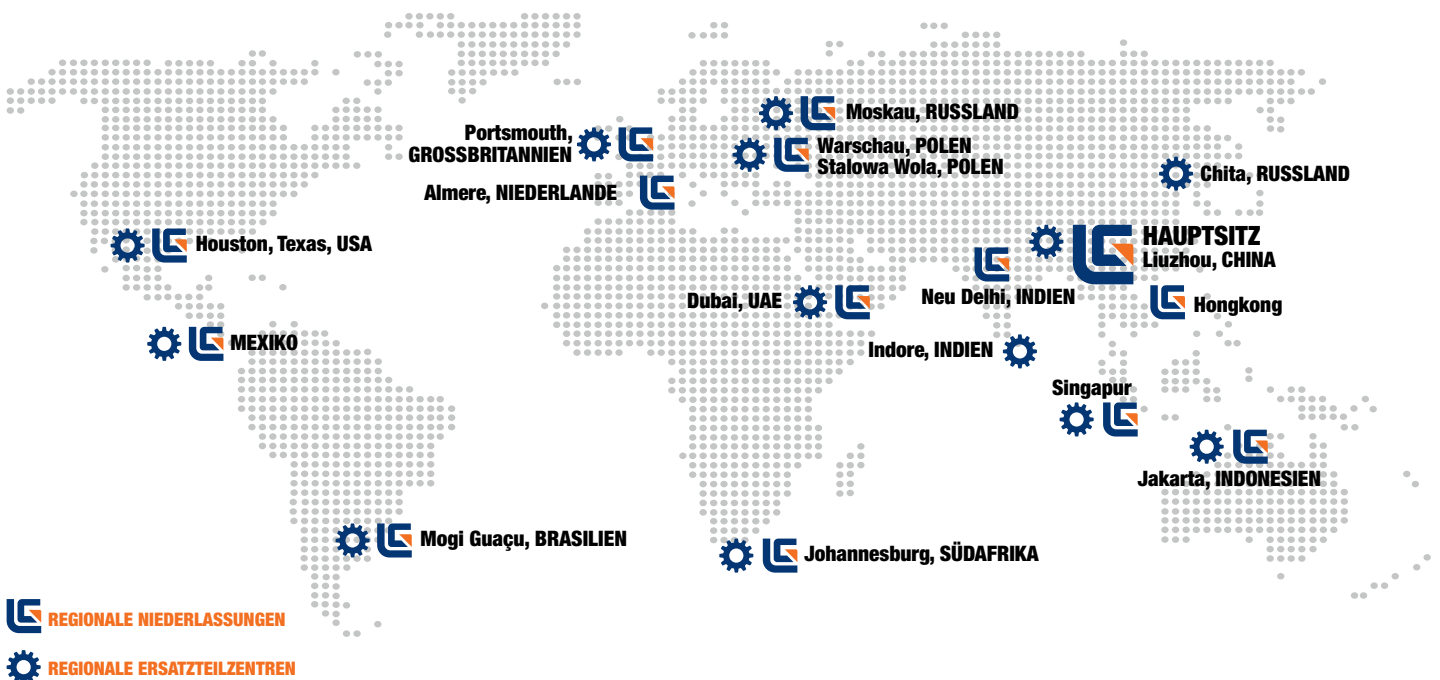 Moskau, RUSSLAND
Portsmouth,
GROSSBRITANNIEN
Warschau, POLEN
Stalowa Wola, POLEN
Chita, RUSSLAND
Almere, NIEDERLANDE
Houston, Texas, USA
HAUPTSITZ
Liuzhou, CHINA
Neu Delhi, INDIEN
Dubai, UAE
Hongkong
MEXIKO
Indore, INDIEN
Singapur
Jakarta, INDONESIEN
Mogi Guaçu, BRASILIEN
Johannesburg, SÜDAFRIKA
REGIONALE NIEDERLASSUNGEN
REGIONALE ERSATZTEILZENTREN